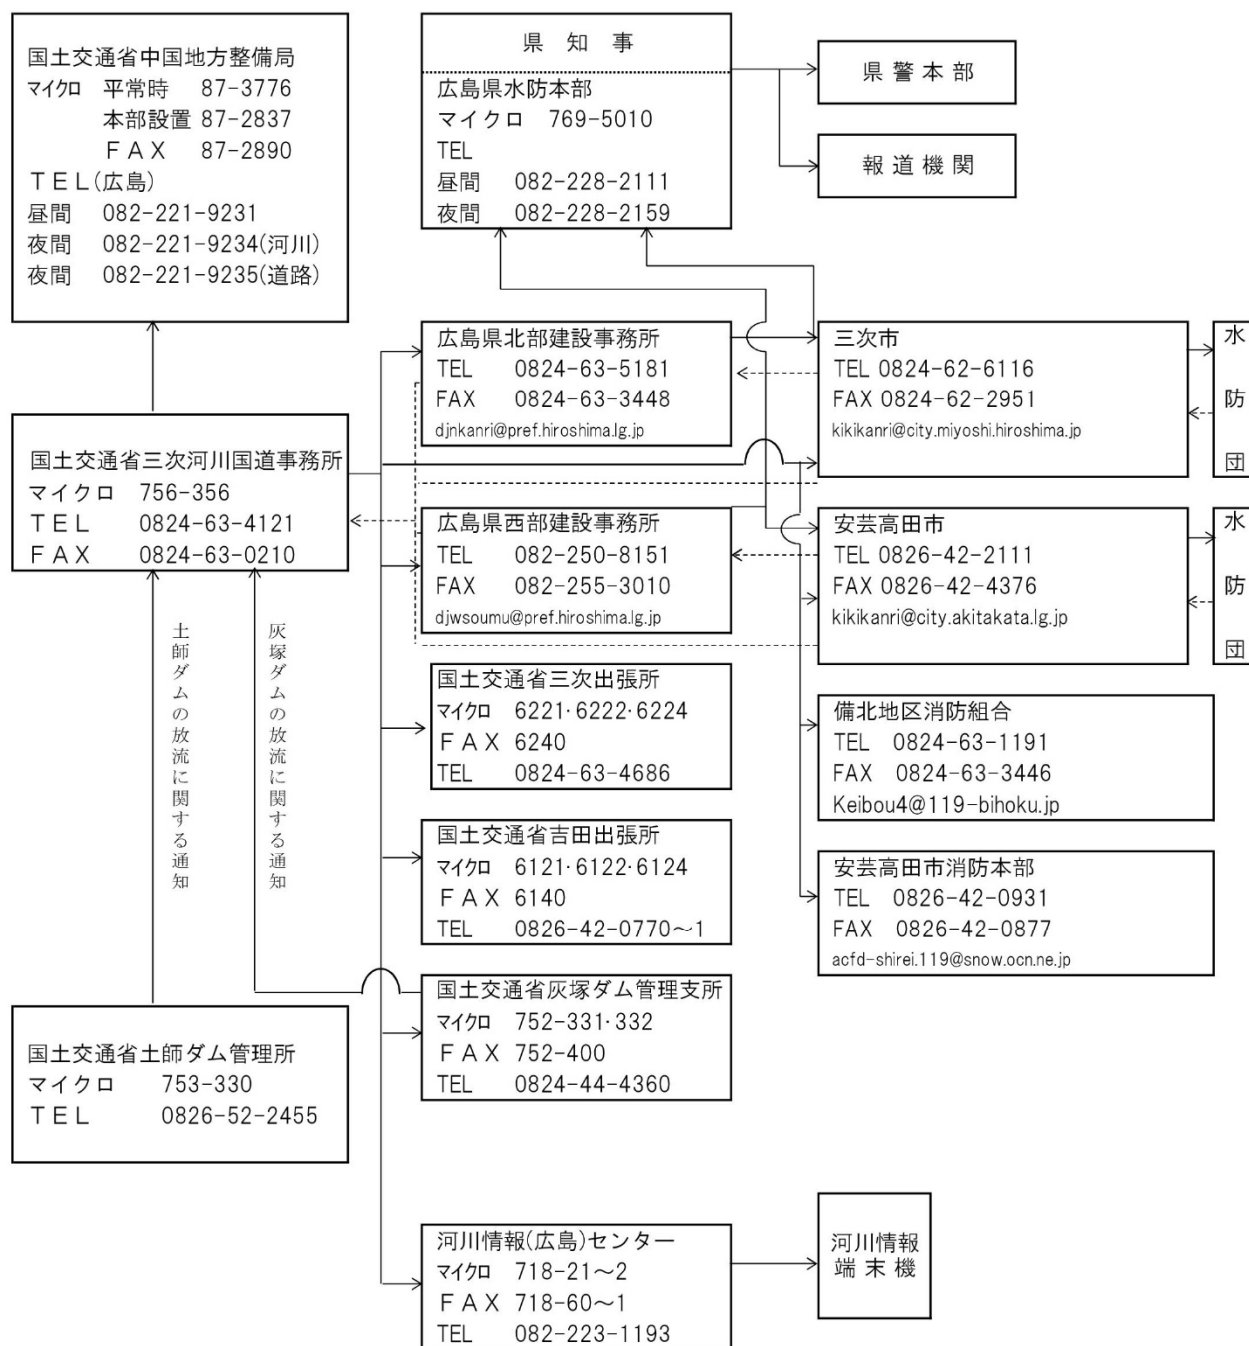 国土交通省中国地方整備局
マイクロ 平常時 87-3776
本部設置 87-2837
ＦＡＸ 87-2890
ＴＥＬ(広島)
昼間 082-221-9231
夜間 082-221-9234(河川)
夜間 082-221-9235(道路)
県知事
広島県水防本部
マイクロ 769-5010
TEL
昼間 082-228-2111
夜間 082-228-2159
県警本部
報道機関
広島県北部建設事務所
TEL 0824-63-5181
FAX 0824-63-3448
djnkanri@pref.hiroshima.lg.jp
三次市
TEL 0824-62-6116
FAX 0824-62-2951
kikikanri@city.miyoshi.hiroshima.jp
水防団
国土交通省三次河川国道事務所
マイクロ 756-356
ＴＥＬ 0824-63-4121
ＦＡＸ 0824-63-0210
広島県西部建設事務所
TEL 082-250-8151
FAX 082-255-3010
djwsoumu@pref.hiroshima.lg.jp
安芸高田市
TEL 0826-42-2111
FAX 0826-42-4376
kikikanri@city.akitakata.lg.jp
水防団
土師ダムの放流に関する通知
灰塚ダムの放流に関する通知
国土交通省三次出張所
マイクロ 6221·6222·6224
ＦＡＸ 6240
TEL 0824-63-4686
備北地区消防組合
TEL 0824-63-1191
FAX 0824-63-3446
Keibou4@119-bihoku.jp
国土交通省吉田出張所
マイクロ 6121·6122·6124
ＦＡＸ 6140
TEL 0826-42-0770～1
安芸高田市消防本部
TEL 0826-42-0931
FAX 0826-42-0877
acfd-shirei.119@snow.ocn.ne.jp
国土交通省灰塚ダム管理支所
マイクロ 752-331·332
ＦＡＸ 752-400
TEL 0824-44-4360
国土交通省土師ダム管理所
マイクロ 753-330
ＴＥＬ 0826-52-2455
河川情報(広島)センター
マイクロ 718-21～2
ＦＡＸ 718-60～1
TEL 082-223-1193
河川情報
端末機